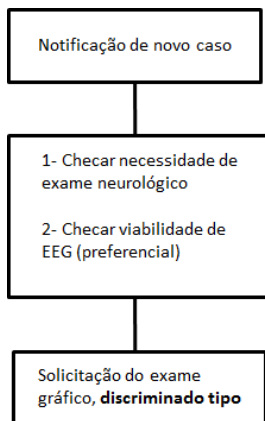 Notificação de novo caso
1- Checar necessidade de
exame neurológico
2- Checar viabilidade de
EEG (preferencial)
Solicitação do exame
gráfico, discriminado tipo